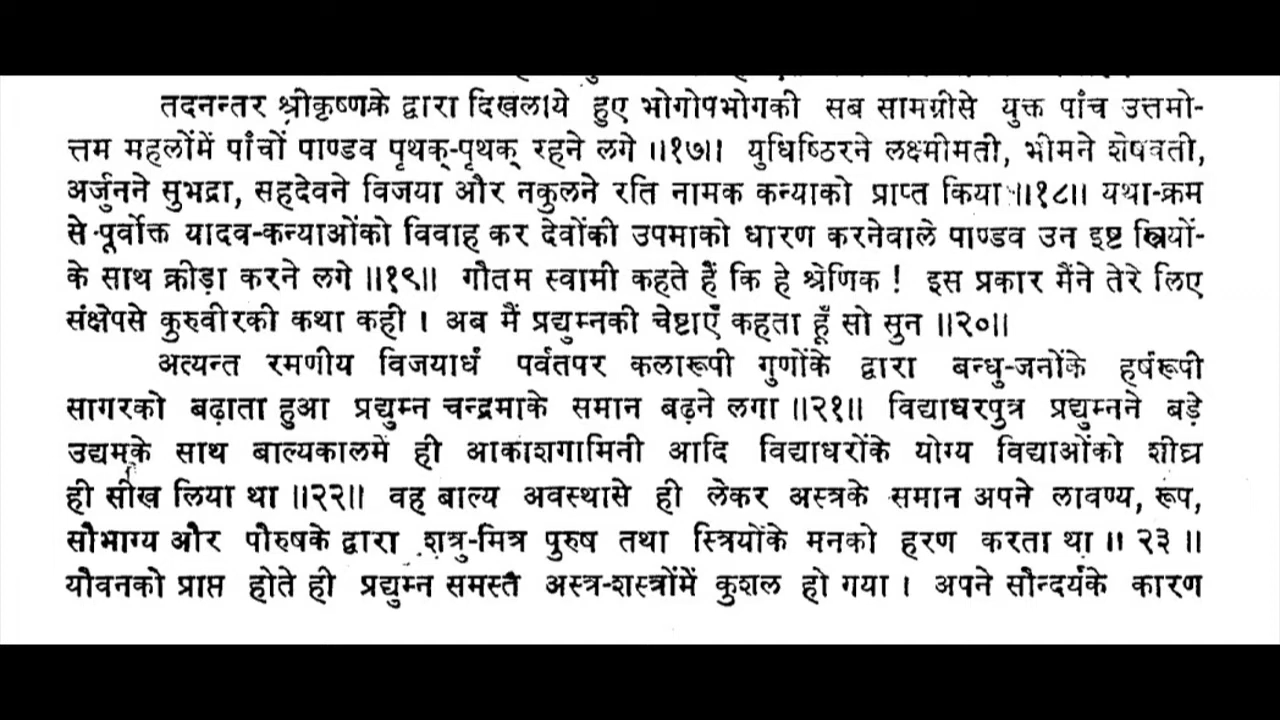 तदनन्तर श्रीकृष्णके द्वारा दिखलाये हुए भोगोपभोगकी सब सामग्रीसे युक्त पांच उत्तमो-
त्तम महलोंमें पांचों पाण्डव पृथक्-पृथक् रहने लगे ॥१७॥ युधिष्ठिरने लक्ष्मीमती, भीमने शेषवती,
अर्जुनने सुभद्रा, सहदेवने विजया और नकुलने रति नामक कन्याको प्राप्त किया ॥१८॥ यथा-क्रम
से पूर्वोक्त यादव-कन्याओंको विवाह कर देवोंकी उपमाको धारण करनेवाले पाण्डव उन इष्ट स्त्रियों-
के साथ क्रीड़ा करने लगे ॥१९॥ गौतम स्वामी कहते हैं कि हे श्रेणिक ! इस प्रकार मैंने तेरे लिए
संक्षेपसे कुरुवीरकी कथा कही । अब मैं प्रद्युम्नकी चेष्टाएँ कहता हूँ सो सुन ॥२०॥
अत्यन्त रमणीय विजयार्ध पर्वतपर कलारूपी गुणोंके द्वारा बन्धु-जनोंके हर्षरूपी
सागरको बढ़ाता हुआ प्रद्युम्न चन्द्रमाके समान बढ़ने लगा ॥२१॥ विद्याधरपुत्र प्रद्युम्नने बड़े
उद्यमके साथ बाल्यकालमें ही आकाशगामिनी आदि विद्याधरोंके योग्य विद्याओंको शीघ्र
ही सीख लिया था ॥२२॥ वह बाल्य अवस्थासे ही लेकर अस्त्रके समान अपने लावण्य, रूप,
सौभाग्य और पौरुषके द्वारा शत्रु-मित्र पुरुष तथा स्त्रियोंके मनको हरण करता था ॥ २३ ॥
यौवनको प्राप्त होते ही प्रद्युम्न समस्त अस्त्र-शस्त्रोंमें कुशल हो गया । अपने सौन्दर्यके कारण